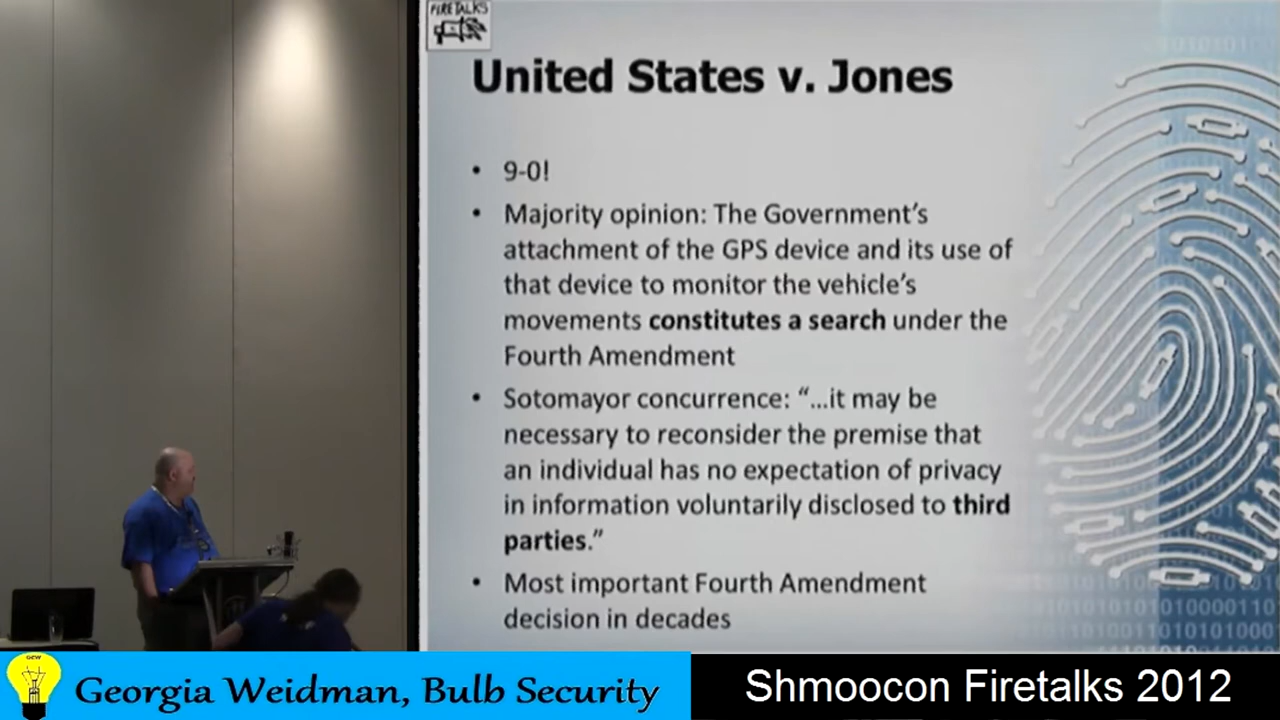 FIRETALKS
United States v. Jones
• 9-0!
• Majority opinion: The Government's
attachment of the GPS device and its use of
that device to monitor the vehicle's
movements constitutes a search under the
Fourth Amendment
• Sotomayor concurrence: “…it may be
necessary to reconsider the premise that
an individual has no expectation of privacy
in information voluntarily disclosed to third
parties.”
• Most important Fourth Amendment
decision in decades
GCW
Georgia Weidman, Bulb Security
Shmoocon Firetalks 2012